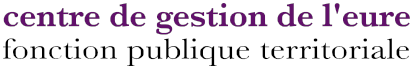 centre de gestion de l'eure
fonction publique territoriale